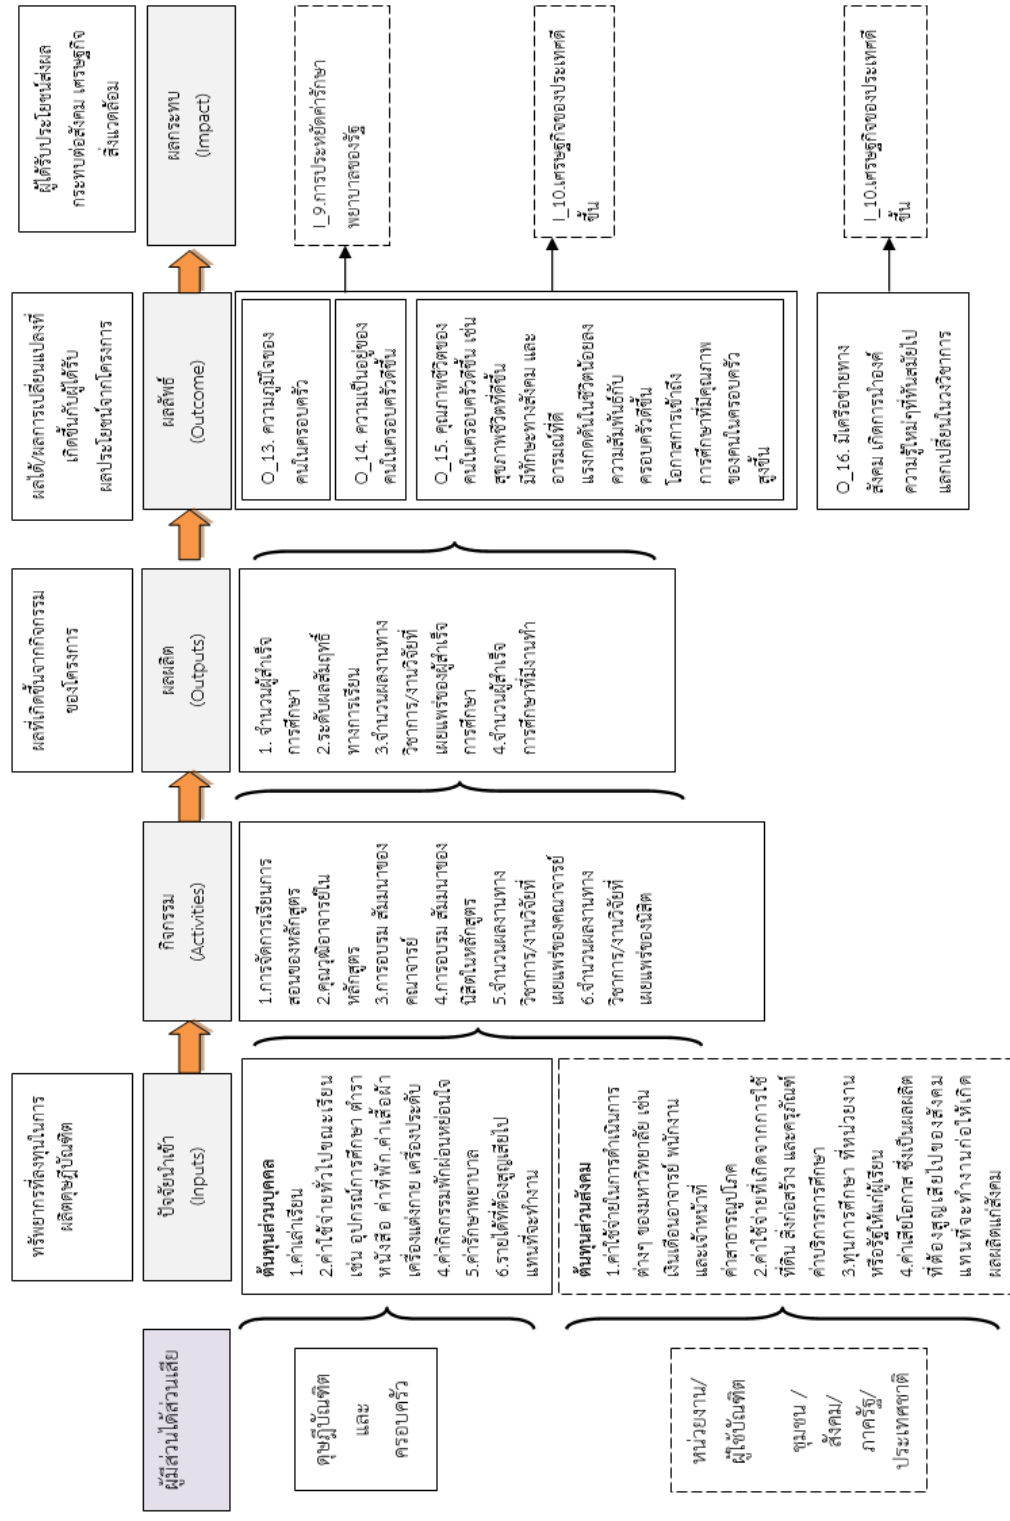 ทรัพยากรที่ลงทุนในการ
ผลิตดุษฎีบัณฑิต
ผลที่เกิดขึ้นจากกิจกรรม
ของโครงการ
ผลได้/ผลการเปลี่ยนแปลงที่
เกิดขึ้นกับผู้ได้รับ
ผลประโยชน์จากโครงการ
ผู้ได้รับประโยชน์ส่งผล
กระทบต่อสังคม เศรษฐกิจ
สิ่งแวดล้อม
ผู้มีส่วนได้ส่วนเสีย
ปัจจัยนำเข้า
(Inputs)
กิจกรรม
(Activities)
ผลผลิต
(Outputs)
ผลลัพธ์
(Outcome)
ผลกระทบ
(Impact)
ดุษฎีบัณฑิต
และ
ครอบครัว
ต้นทุนส่วนบุคคล
1.ค่าเล่าเรียน
2.ค่าใช้จ่ายทั่วไปขณะเรียน
เช่น อุปกรณ์การศึกษา ตำรา
หนังสือ ค่าที่พัก.ค่าเสื้อผ้า
เครื่องแต่งกาย เครื่องประดับ
4.ค่ากิจกรรมพักผ่อนหย่อนใจ
5.ค่ารักษาพยาบาล
6.รายได้ที่ต้องสูญเสียไป
แทนที่จะทำงาน
1.การจัดการเรียนการ
สอนของหลักสูตร
2.คุณวุฒิอาจารย์ใน
หลักสูตร
3.การอบรม สัมมนาของ
คณาจารย์
4.การอบรม สัมมนาของ
นิสิตในหลักสูตร
5.จำนวนผลงานทาง
วิชาการ/งานวิจัยที่
เผยแพร่ของคณาจารย์
6.จำนวนผลงานทาง
วิชาการ/งานวิจัยที่
เผยแพร่ของนิสิต
1. จำนวนผู้สำเร็จ
การศึกษา
2.ระดับผลสัมฤทธิ์
ทางการเรียน
3.จำนวนผลงานทาง
วิชาการ/งานวิจัยที่
เผยแพร่ของผู้สำเร็จ
การศึกษา
4.จำนวนผู้สำเร็จ
การศึกษาที่มีงานทำ
O_13. ความภูมิใจของ
คนในครอบครัว
O_14. ความเป็นอยู่ของ
คนในครอบครัวดีขึ้น
O_15. คุณภาพชีวิตของ
คนในครอบครัวดีขึ้น เช่น
สุขภาพชีวิตที่ดีขึ้น
มีทักษะทางสังคม และ
อารมณ์ที่ดี
แรงกดดันในชีวิตน้อยลง
ความสัมพันธ์กับ
ครอบครัวดีขึ้น
โอกาสการเข้าถึง
การศึกษาที่มีคุณภาพ
ของคนในครอบครัว
สูงขึ้น
I_9.การประหยัดค่ารักษา
พยาบาลของรัฐ
I_10.เศรษฐกิจของประเทศดี
ขึ้น
หน่วยงาน/
ผู้ใช้บัณฑิต
ชุมชน /
สังคม/
ภาครัฐ/
ประเทศชาติ
ต้นทุนส่วนสังคม
1.ค่าใช้จ่ายในการดำเนินการ
ต่างๆ ของมหาวิทยาลัย เช่น
เงินเดือนอาจารย์ พนักงาน
และเจ้าหน้าที่
ค่าสาธารณูปโภค
2.ค่าใช้จ่ายที่เกิดจากการใช้
ที่ดิน สิ่งก่อสร้าง และครุภัณฑ์
ค่าบริการการศึกษา
3.ทุนการศึกษา ที่หน่วยงาน
หรือรัฐให้แก่ผู้เรียน
4.ค่าเสียโอกาส ซึ่งเป็นผลผลิต
ที่ต้องสูญเสียไปของสังคม
แทนที่จะทำงานก่อให้เกิด
ผลผลิตแก่สังคม
O_16. มีเครือข่ายทาง
สังคม เกิดการนำองค์
ความรู้ใหม่ๆที่ทันสมัยไป
แลกเปลี่ยนในวงวิชาการ
I_10.เศรษฐกิจของประเทศดี
ขึ้น